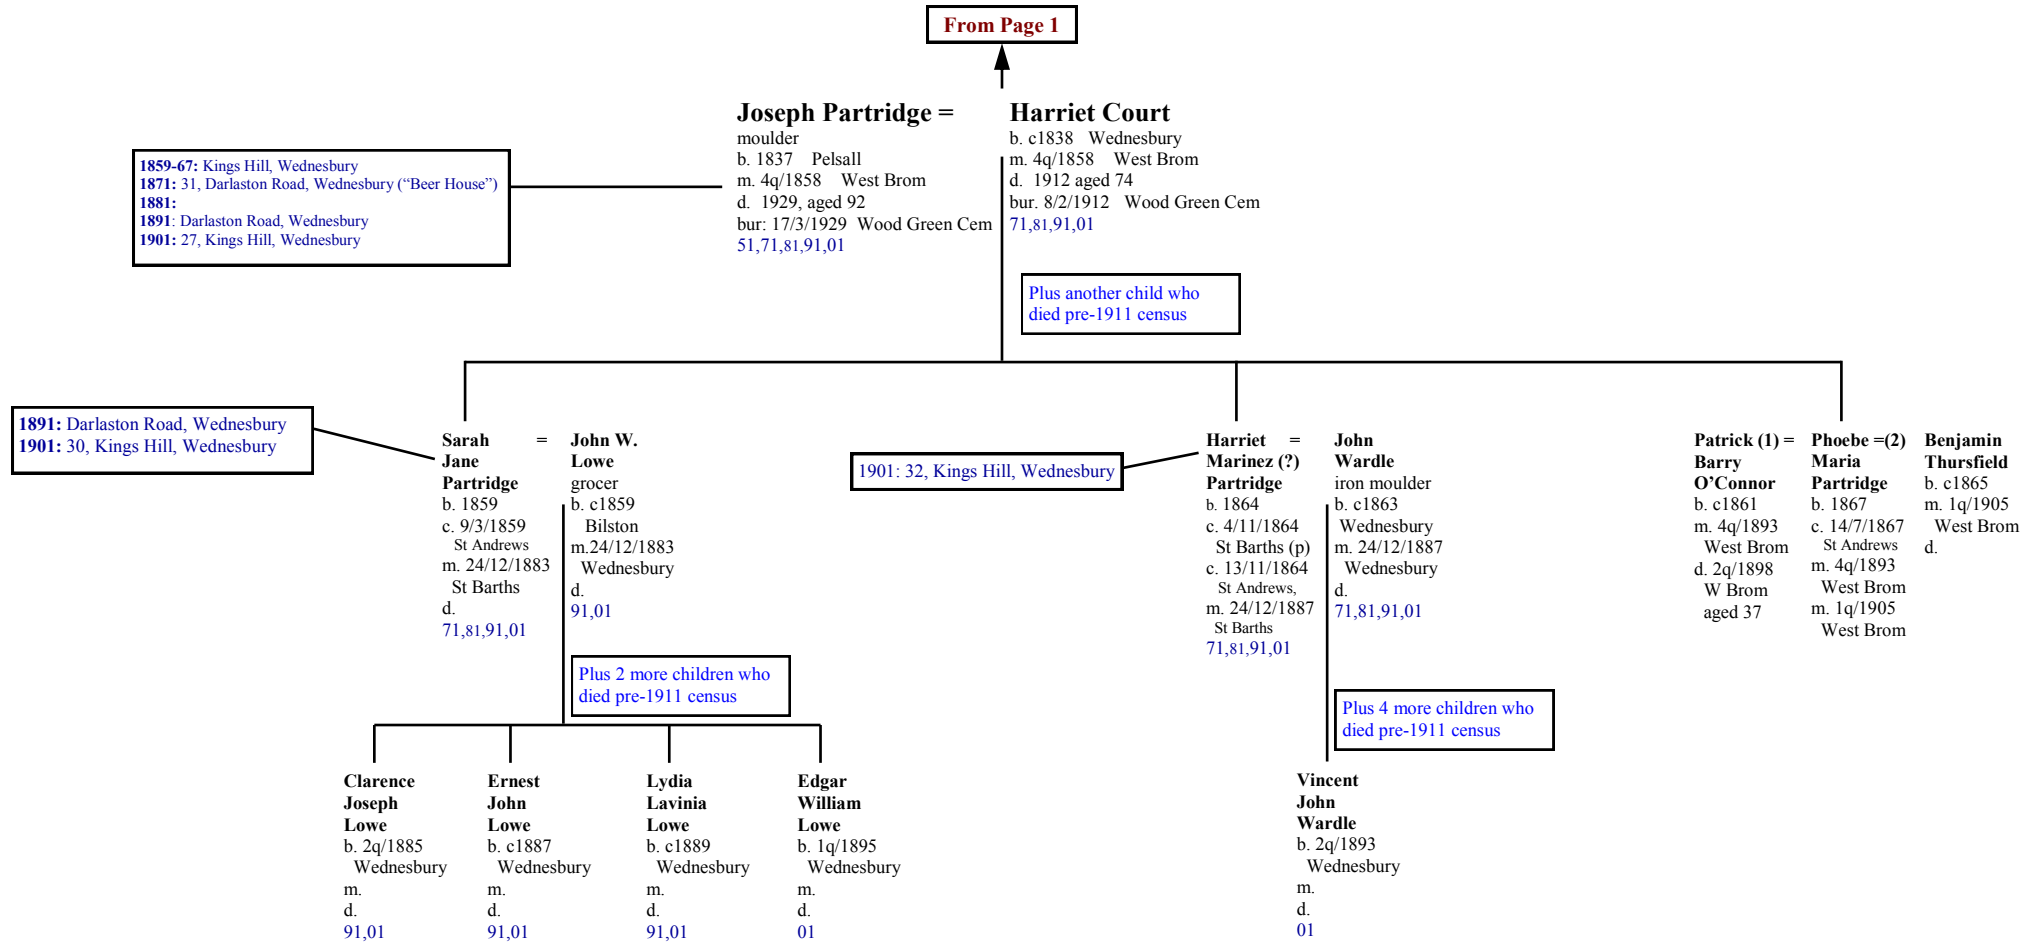 From Page 1
Joseph Partridge =
moulder
b. 1837 Pelsall
m. 4q/1858 West Brom
d. 1929, aged 92
bur: 17/3/1929 Wood Green Cem
51,71,81,91,01
Harriet Court
b. c1838 Wednesbury
m. 4q/1858 West Brom
d. 1912 aged 74
bur. 8/2/1912 Wood Green Cem
71,81,91,01
1859-67: Kings Hill, Wednesbury
1871: 31, Darlaston Road, Wednesbury (“Beer House”)
1881:
1891: Darlaston Road, Wednesbury
1901: 27, Kings Hill, Wednesbury
Plus another child who
died pre-1911 census
1891: Darlaston Road, Wednesbury
1901: 30, Kings Hill, Wednesbury
Sarah =
Jane
Partridge
b. 1859
c. 9/3/1859
St Andrews
m. 24/12/1883
St Barths
d.
71,81,91,01
John W.
Lowe
grocer
b. c1859
Bilston
m.24/12/1883
Wednesbury
d.
91,01
1901: 32, Kings Hill, Wednesbury
Harriet =
Marinez (?)
Partridge
b. 1864
c. 4/11/1864
St Barths (p)
c. 13/11/1864
St Andrews,
m. 24/12/1887
St Barths
71,81,91,01
John
Wardle
iron moulder
b. c1863
Wednesbury
m. 24/12/1887
Wednesbury
d.
71,81,91,01
Patrick (1) =
Barry
O’Connor
b. c1861
m. 4q/1893
West Brom
d. 2q/1898
W Brom
aged 37
Phoebe =(2)
Maria
Partridge
b. 1867
c. 14/7/1867
St Andrews
m. 4q/1893
West Brom
m. 1q/1905
West Brom
Benjamin
Thursfield
b. c1865
m. 1q/1905
West Brom
d.
Plus 2 more children who
died pre-1911 census
Plus 4 more children who
died pre-1911 census
Clarence
Joseph
Lowe
b. 2q/1885
Wednesbury
m.
d.
91,01
Ernest
John
Lowe
b. c1887
Wednesbury
m.
d.
91,01
Lydia
Lavinia
Lowe
b. c1889
Wednesbury
m.
d.
91,01
Edgar
William
Lowe
b. 1q/1895
Wednesbury
m.
d.
01
Vincent
John
Wardle
b. 2q/1893
Wednesbury
m.
d.
01